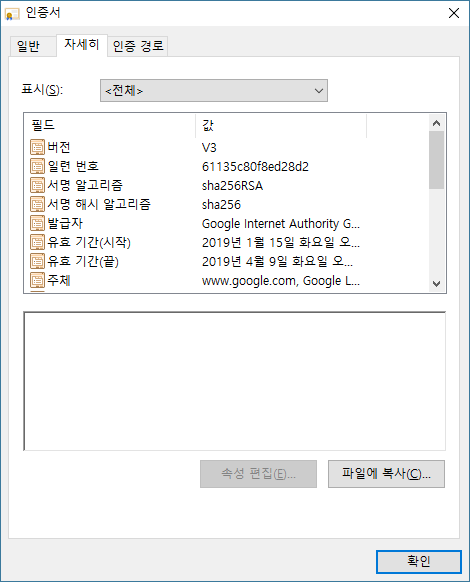 인증서
일반 자세히 인증 경로
표시(S): <전체>
필드 값
버전 V3
일련 번호 61135c80f8ed28d2
서명 알고리즘 sha256RSA
서명 해시 알고리즘 sha256
발급자 Google Internet Authority G...
유효 기간(시작) 2019년 1월 15일 화요일 오...
유효 기간(끝) 2019년 4월 9일 화요일 오...
주체 www.google.com, Google L...
속성 편집(E)... 파일에 복사(C)...
확인